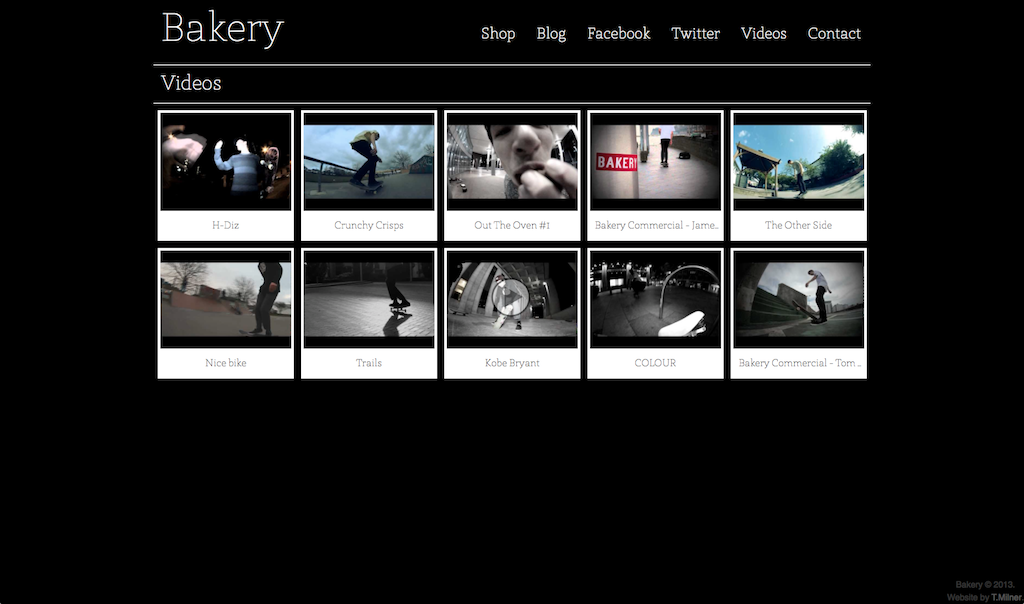 Bakery
Shop Blog Facebook Twitter Videos Contact
Videos
BAKERY
H-Diz
Crunchy Crisps
Out The Oven #1
Bakery Commercial - Jame..
The Other Side
Nice bike
Trails
Kobe Bryant
COLOUR
Bakery Commercial - Tom ..
Bakery © 2013.
Website by T.Milner.